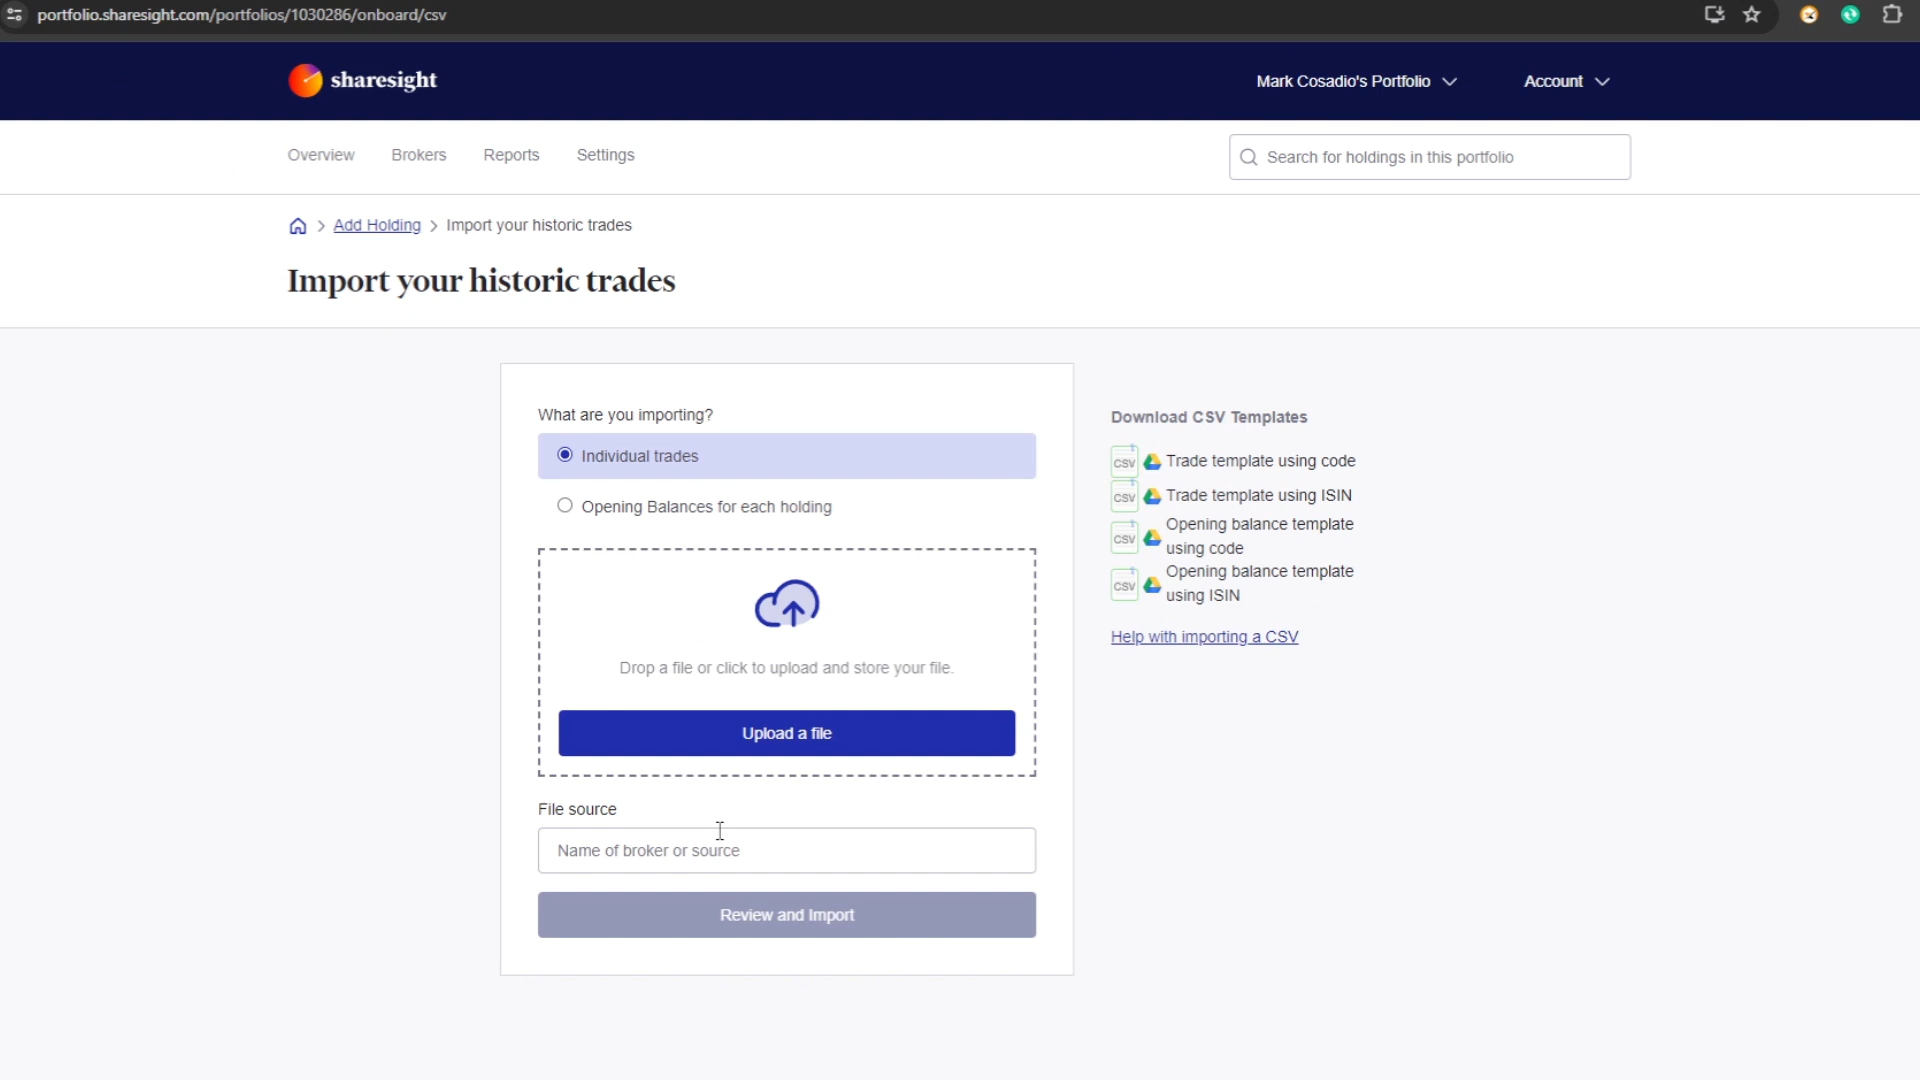 portfolio.sharesight.com/portfolios/1030286/onboard/csv
sharesight
Mark Cosadio's Portfolio
Account
Overview
Brokers
Reports
Settings
Search for holdings in this portfolio
Add Holding
Import your historic trades
Import your historic trades
What are you importing?
Individual trades
Opening Balances for each holding
Drop a file or click to upload and store your file.
Upload a file
File source
Name of broker or source
Review and Import
Download CSV Templates
CSV Trade template using code
CSV Trade template using ISIN
CSV Opening balance template
using code
CSV Opening balance template
using ISIN
Help with importing a CSV